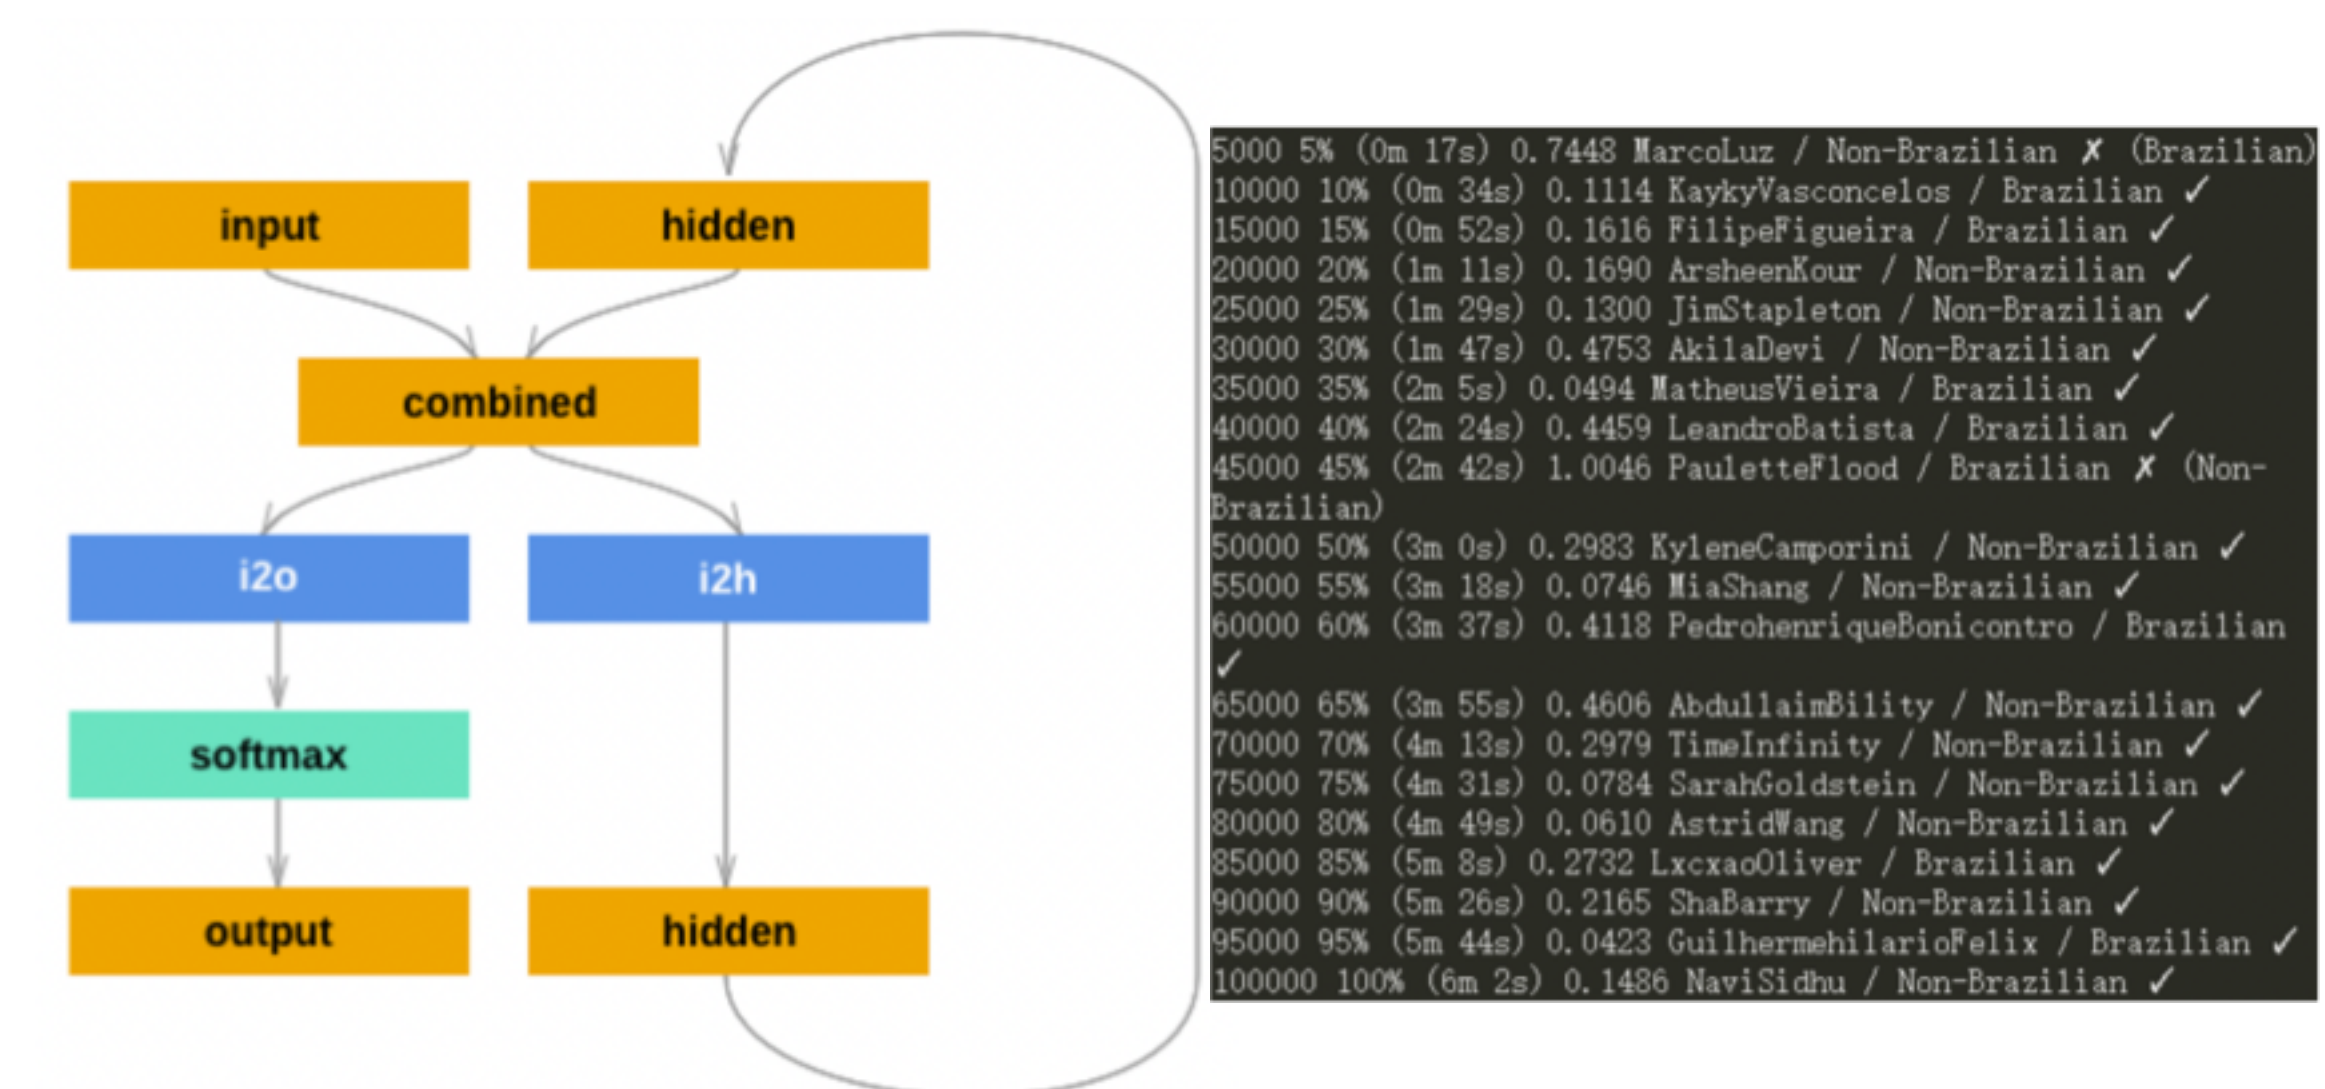 input
hidden
combined
i2o
i2h
softmax
output
hidden
5000 5% (0m 17s) 0.7448 MarcoLuz / Non-Brazilian ✗ (Brazilian)
10000 10% (0m 34s) 0.1114 KaykyVasconcelos / Brazilian ✓
15000 15% (0m 52s) 0.1616 FilipeFigueira / Brazilian ✓
20000 20% (1m 11s) 0.1690 ArsheenKour / Non-Brazilian ✓
25000 25% (1m 29s) 0.1300 JimStapleton / Non-Brazilian ✓
30000 30% (1m 47s) 0.4753 AkilaDevi / Non-Brazilian ✓
35000 35% (2m 5s) 0.0494 MatheusVieira / Brazilian ✓
40000 40% (2m 24s) 0.4459 LeandroBatista / Brazilian ✓
45000 45% (2m 42s) 1.0046 PauletteFlood / Brazilian ✗ (Non-
Brazilian)
50000 50% (3m 0s) 0.2983 KyleneCamporini / Non-Brazilian ✓
55000 55% (3m 18s) 0.0746 MiaShang / Non-Brazilian ✓
60000 60% (3m 37s) 0.4118 PedrohenriqueBonicontro / Brazilian
✓
65000 65% (3m 55s) 0.4606 AbdullaimBility / Non-Brazilian ✓
70000 70% (4m 13s) 0.2979 TimeInfinity / Non-Brazilian ✓
75000 75% (4m 31s) 0.0784 SarahGoldstein / Non-Brazilian ✓
80000 80% (4m 49s) 0.0610 AstridWang / Non-Brazilian ✓
85000 85% (5m 8s) 0.2732 LxcxaoOliver / Brazilian ✓
90000 90% (5m 26s) 0.2165 ShaBarry / Non-Brazilian ✓
95000 95% (5m 44s) 0.0423 GuilhermehilarioFelix / Brazilian ✓
100000 100% (6m 2s) 0.1486 NaviSidhu / Non-Brazilian ✓